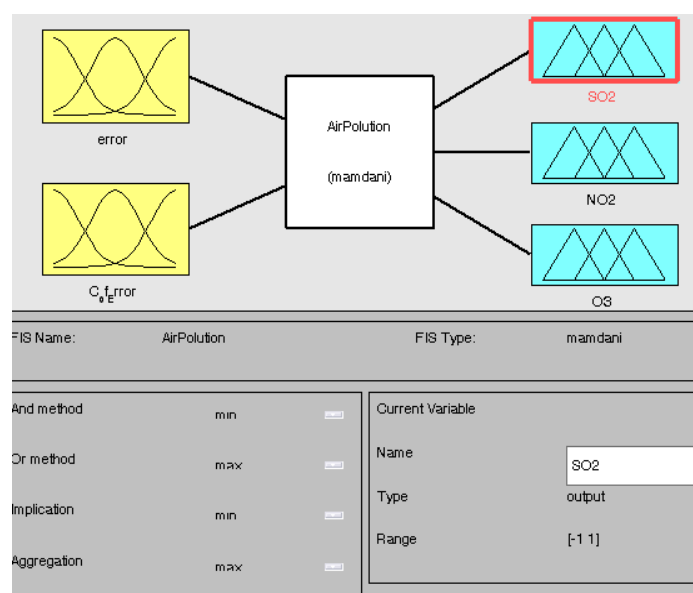 SO2
error
AirPolution
(mamdani)
NO2
C_of_Error
O3
FIS Name: AirPolution FIS Type: mamdani
And method min
Or method max
Implication min
Aggregation max
Current Variable
Name SO2
Type output
Range [-1 1]